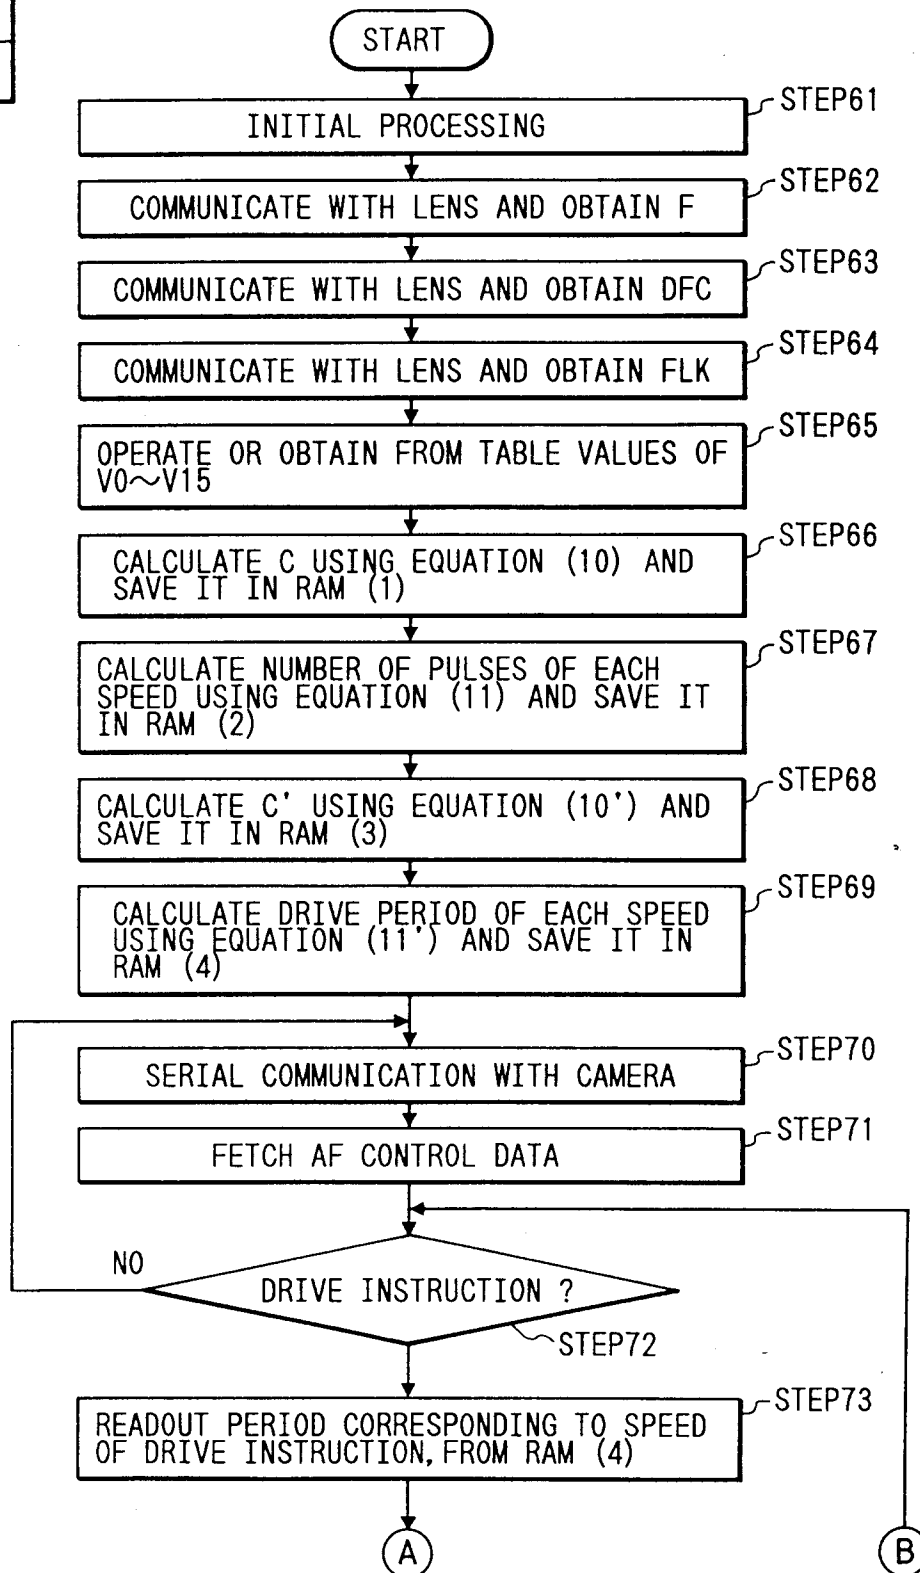 START
STEP61
INITIAL PROCESSING
STEP62
COMMUNICATE WITH LENS AND OBTAIN F
STEP63
COMMUNICATE WITH LENS AND OBTAIN DFC
STEP64
COMMUNICATE WITH LENS AND OBTAIN FLK
STEP65
OPERATE OR OBTAIN FROM TABLE VALUES OF
V0~V15
STEP66
CALCULATE C USING EQUATION (10) AND
SAVE IT IN RAM (1)
STEP67
CALCULATE NUMBER OF PULSES OF EACH
SPEED USING EQUATION (11) AND SAVE IT
IN RAM (2)
STEP68
CALCULATE C' USING EQUATION (10') AND
SAVE IT IN RAM (3)
STEP69
CALCULATE DRIVE PERIOD OF EACH SPEED
USING EQUATION (11') AND SAVE IT IN
RAM (4)
STEP70
SERIAL COMMUNICATION WITH CAMERA
STEP71
FETCH AF CONTROL DATA
NO
DRIVE INSTRUCTION ?
STEP72
STEP73
READOUT PERIOD CORRESPONDING TO SPEED
OF DRIVE INSTRUCTION, FROM RAM (4)
A
B